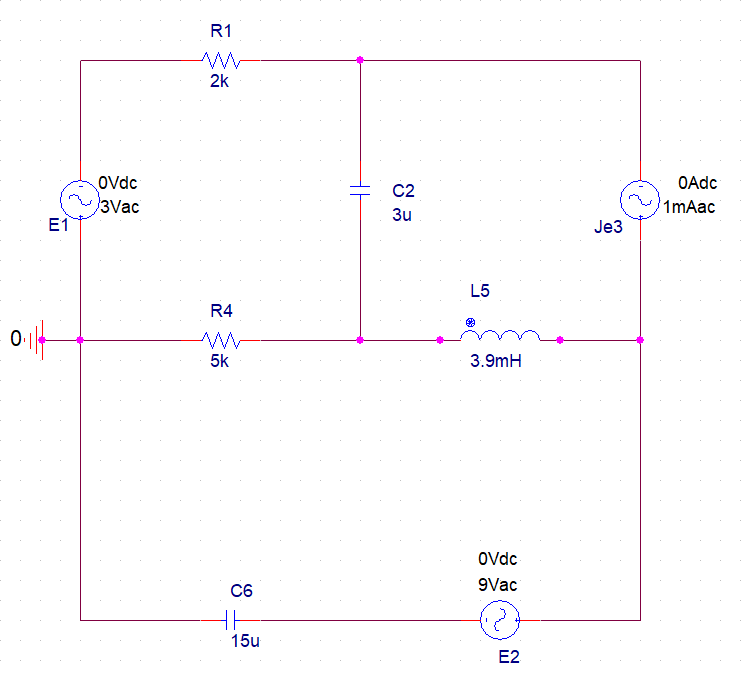 R1
2k
0Vdc
3Vac
E1
C2
3u
0Adc
1mAac
Je3
L5
3.9mH
R4
5k
0
C6
15u
0Vdc
9Vac
E2